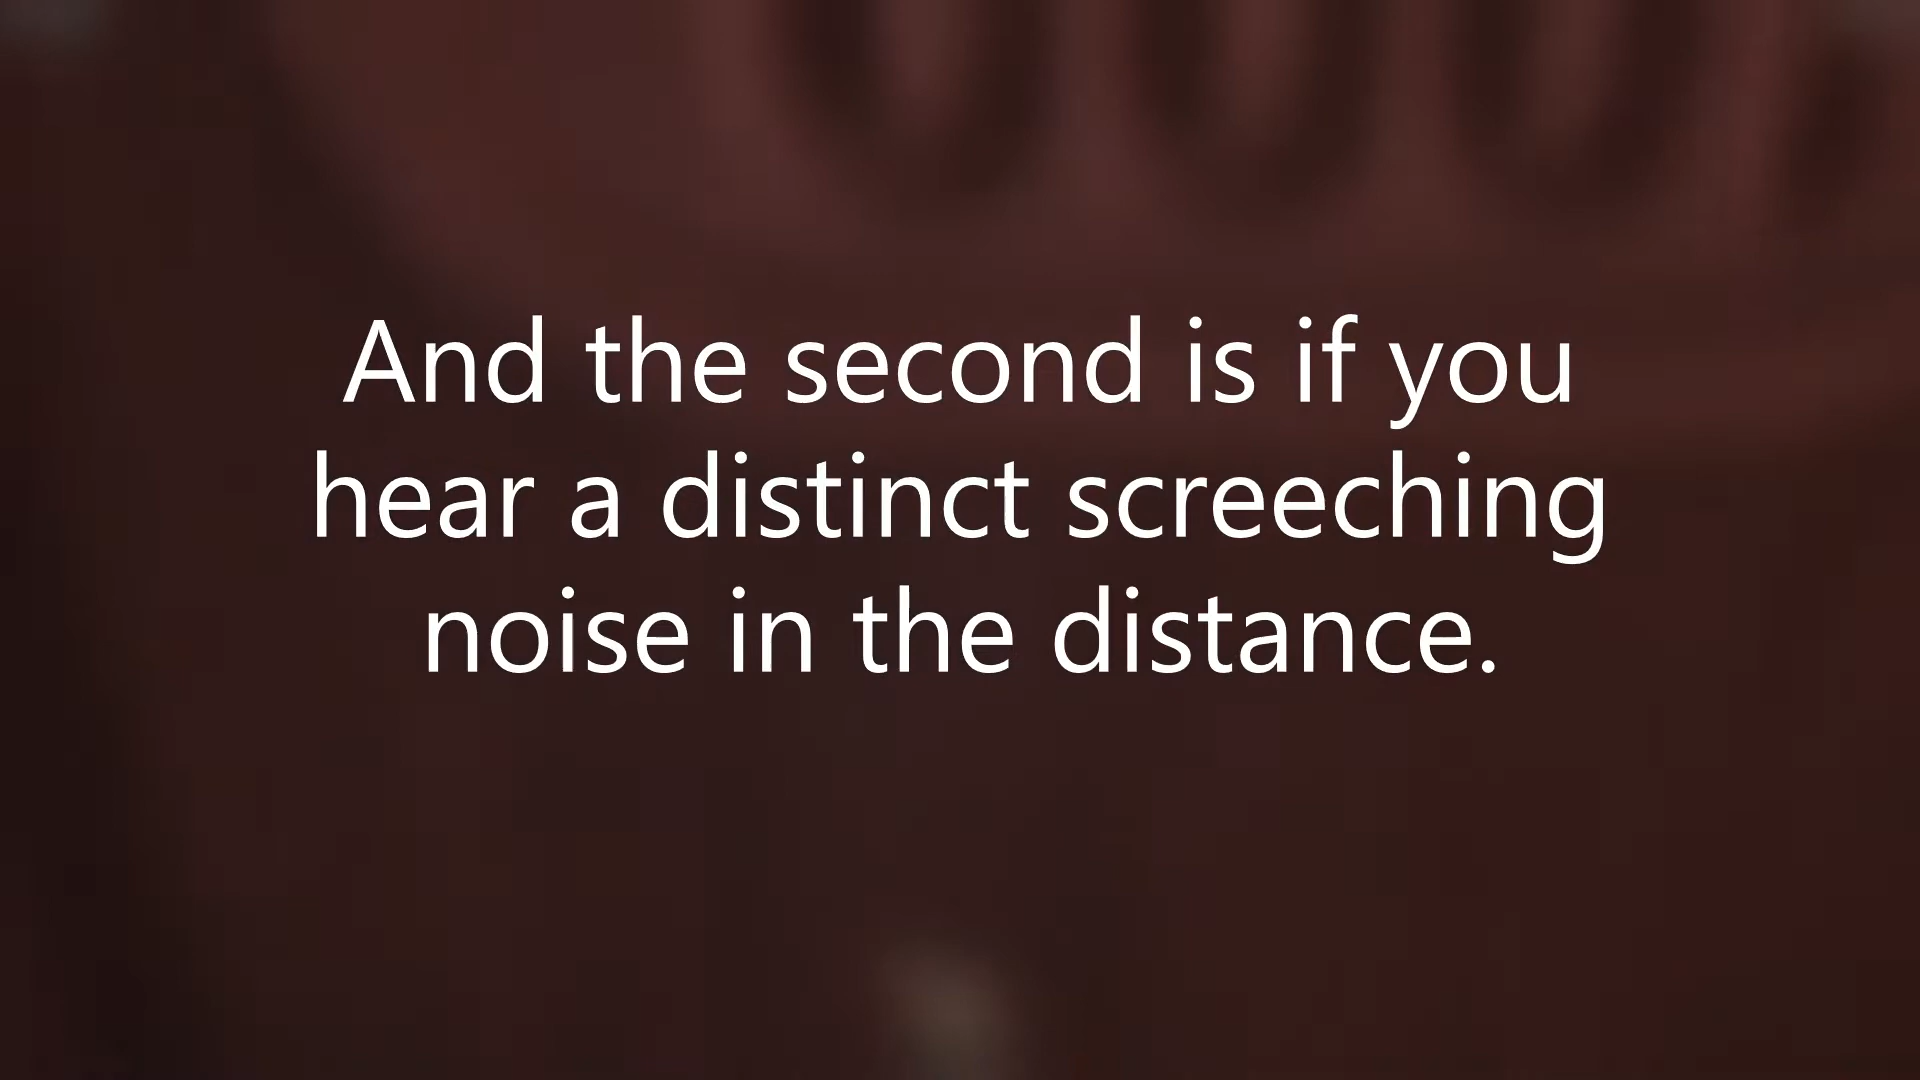 And the second is if you
hear a distinct screeching
noise in the distance.